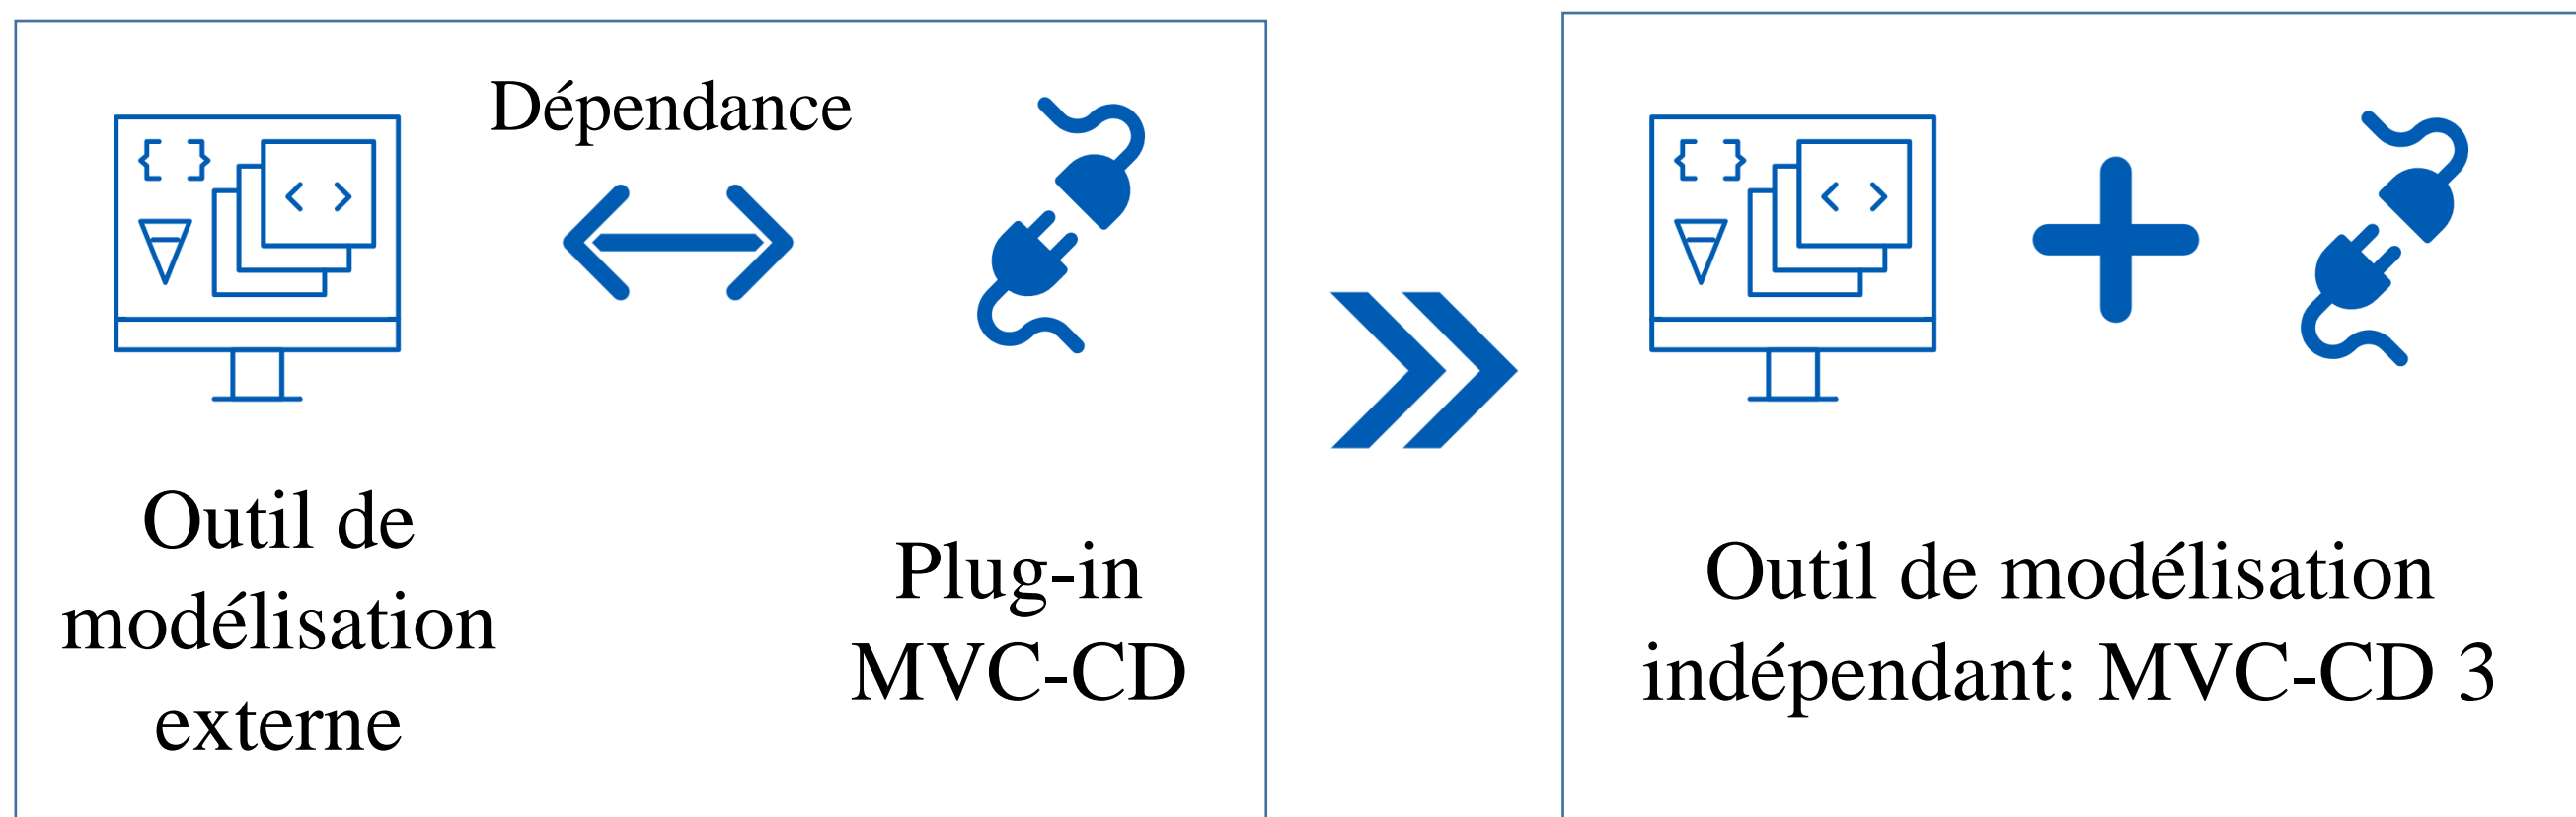 Dépendance
Outil de
modélisation
externe
Plug-in
MVC-CD
Outil de modélisation
indépendant: MVC-CD 3